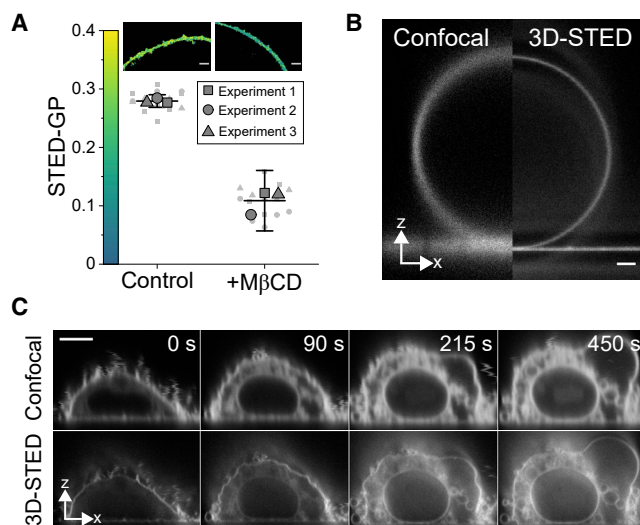 A
STED-GP
0.4
0.3
0.2
0.1
0
Experiment 1
Experiment 2
Experiment 3
Control
+MβCD
B
Confocal
3D-STED
z
x
C
Confocal
0 s
90 s
215 s
450 s
3D-STED
z
x